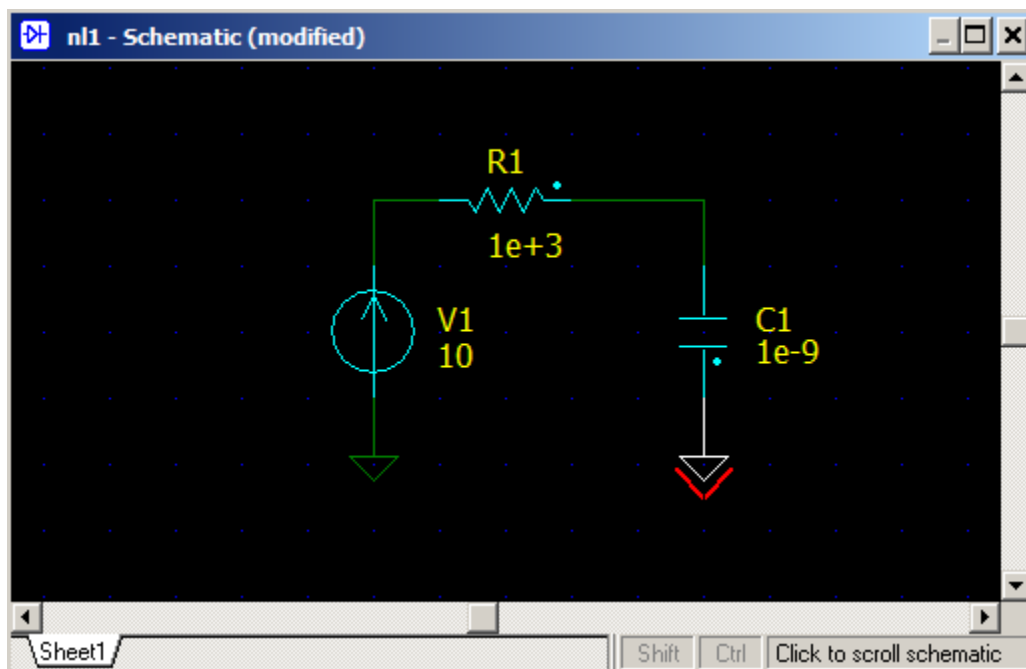 nl1 - Schematic (modified)
R1
1e+3
V1
10
C1
1e-9
Sheet1
Shift
Ctrl
Click to scroll schematic